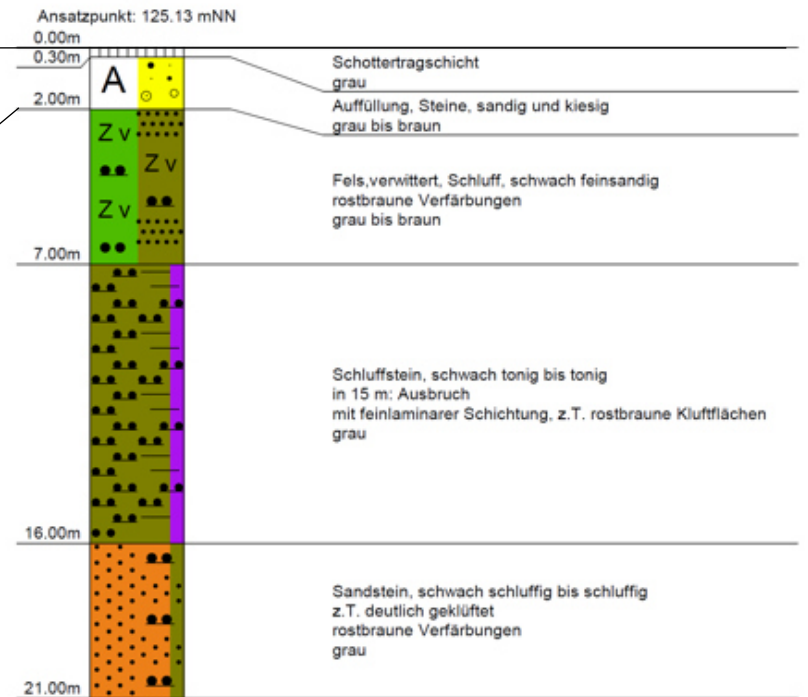 Ansatzpunkt: 125.13 mNN
0.00m
0.30m
Schottertragschicht
grau
A
2.00m
Auffüllung, Steine, sandig und kiesig
grau bis braun
Z v
Z v
Z v
Fels,verwittert, Schluff, schwach feinsandig
rostbraune Verfärbungen
grau bis braun
7.00m
Schluffstein, schwach tonig bis tonig
in 15 m: Ausbruch
mit feinlaminarer Schichtung, z.T. rostbraune Kluftflächen
grau
16.00m
Sandstein, schwach schluffig bis schluffig
z.T. deutlich geklüftet
rostbraune Verfärbungen
grau
21.00m